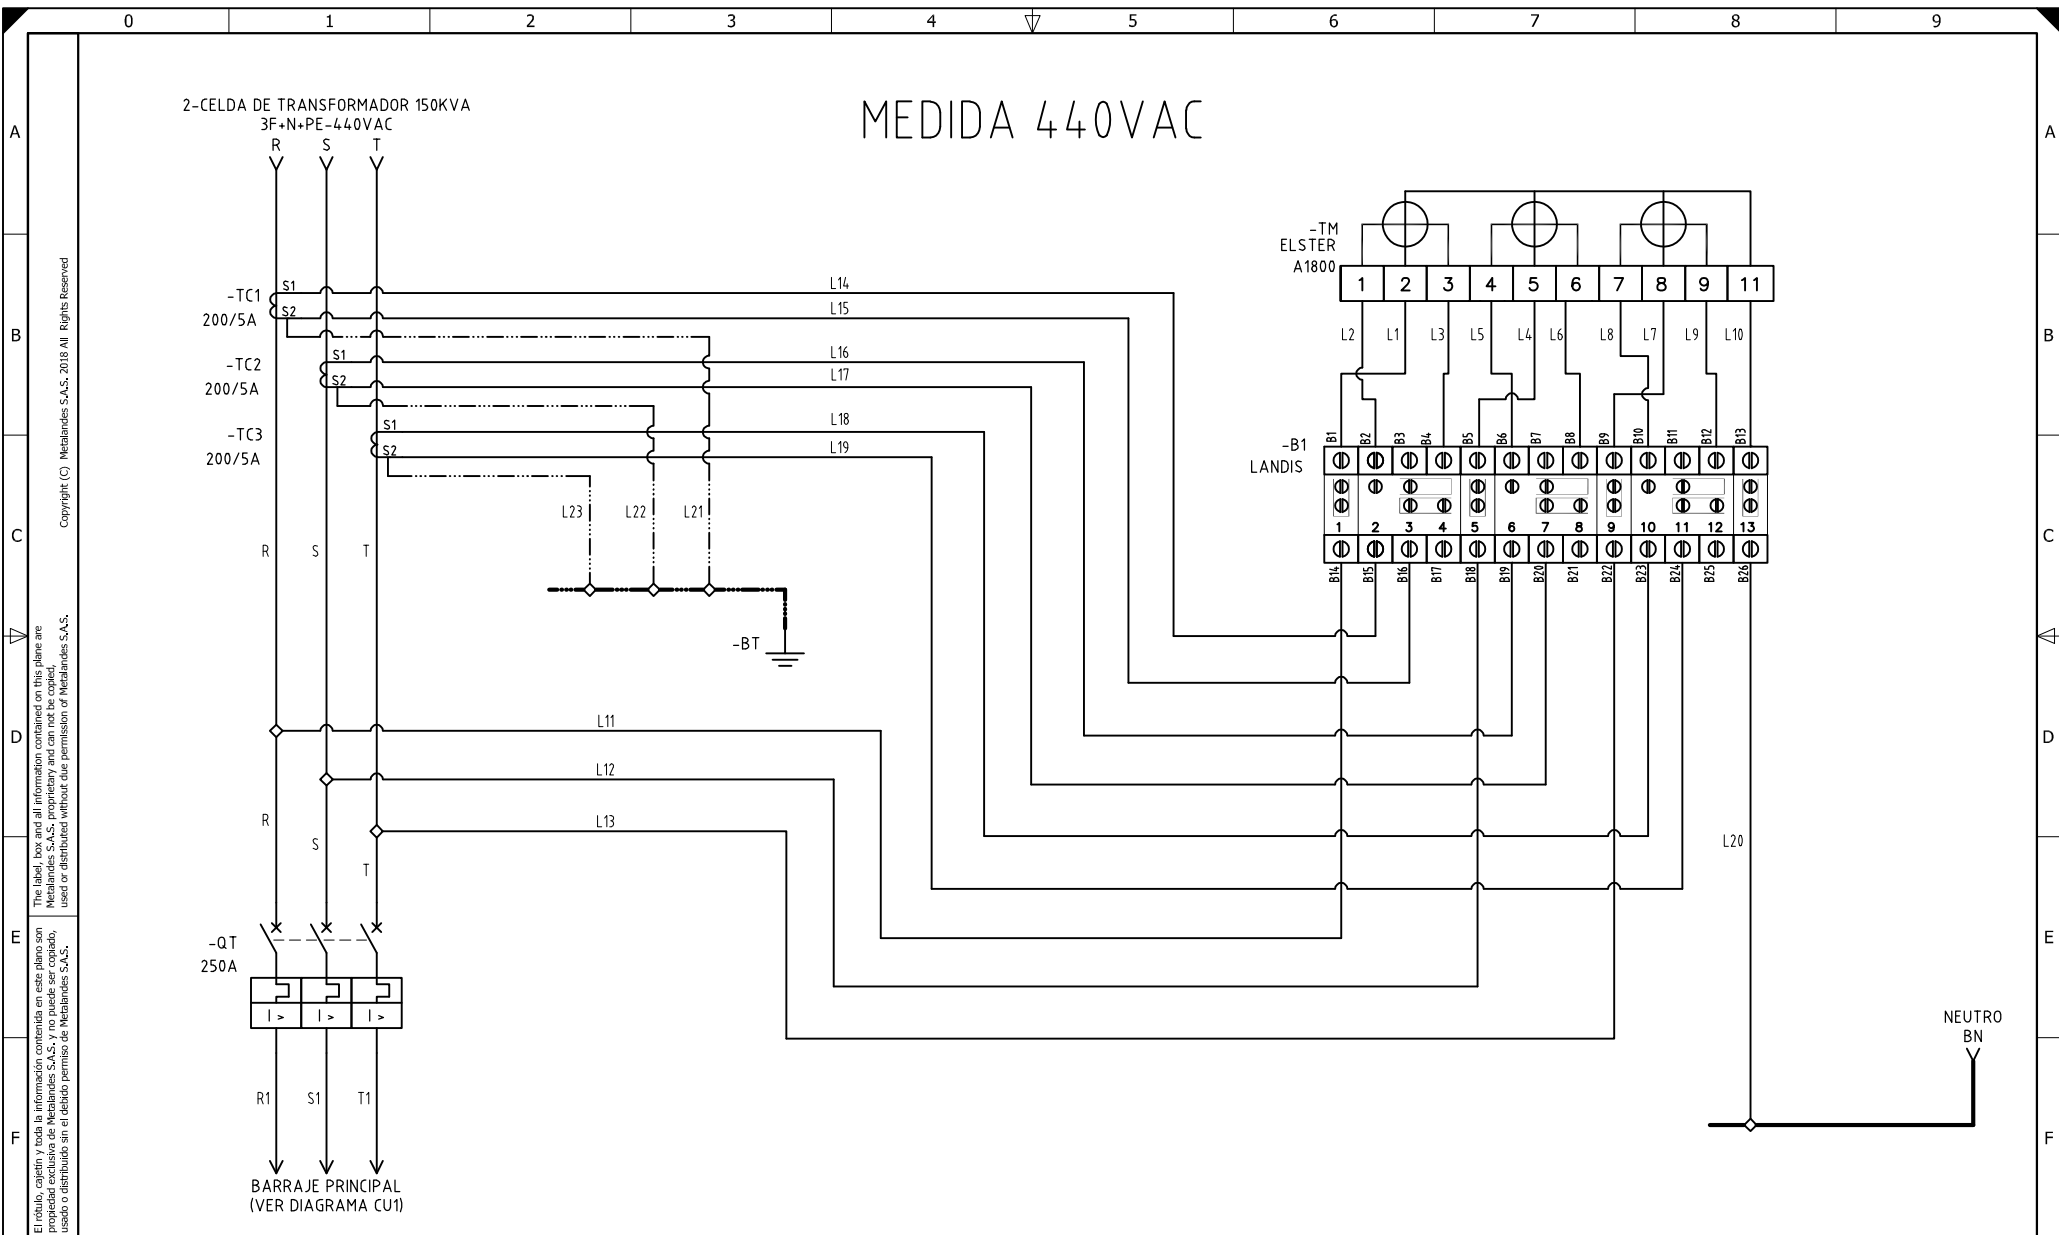 0 1 2 3 4 5 6 7 8 9
A A
B B
C C
D D
E E
F F
MEDIDA 440VAC
2-CELDA DE TRANSFORMADOR 150KVA
3F+N+PE-440VAC
R S T
-TM
ELSTER
A1800
1 2 3 4 5 6 7 8 9 11
L2 L1 L3 L5 L4 L6 L8 L7 L9 L10
-TC1
200/5A
S1
S2
L14
L15
-TC2
200/5A
S1
S2
L16
L17
-TC3
200/5A
S1
S2
L18
L19
-B1
LANDIS
B1 B2 B3 B4 B5 B6 B7 B8 B9 B10 B11 B12 B13
1 2 3 4 5 6 7 8 9 10 11 12 13
B14 B15 B16 B17 B18 B19 B20 B21 B22 B23 B24 B25 B26
L23 L22 L21
R S T
-BT
L11
L12
L13
R
S
T
L20
-QT
250A
I > I > I >
R1 S1 T1
BARRAJE PRINCIPAL
(VER DIAGRAMA CU1)
NEUTRO
BN
Copyright (C) Metalandes S.A.S. 2018 All Rights Reserved
The label, box and all information contained on this plane are
Metalandes S.A.S. proprietary and can not be copied,
used or distributed without due permission of Metalandes S.A.S.
El rótulo, cajetín y toda la información contenida en este plano son
propiedad exclusiva de Metalandes S.A.S. y no puede ser copiado,
usado o distribuido sin el debido permiso de Metalandes S.A.S.